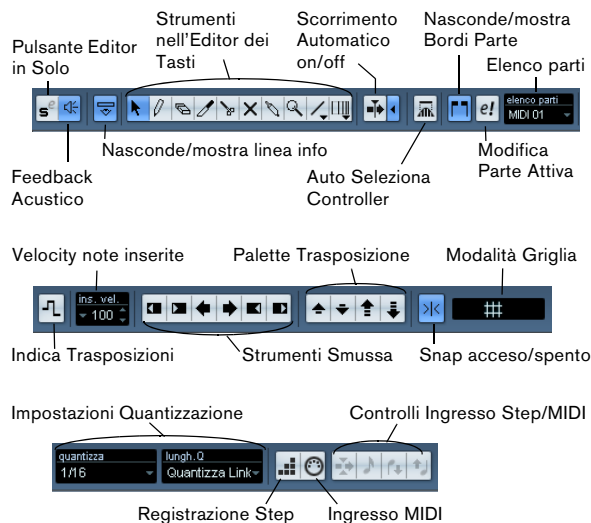 Pulsante Editor
in Solo
Strumenti
nell'Editor dei
Tasti
Scorrimento
Automatico
on/off
Nasconde/mostra
Bordi Parte
Elenco parti
s e
e!
elenco parti
MIDI 01
Feedback
Acustico
Nasconde/mostra linea info
Auto Seleziona
Controller
Modifica
Parte Attiva
Velocity note inserite
Palette Trasposizione
Modalità Griglia
ins. vel.
100
Indica Trasposizioni
Strumenti Smussa
Snap acceso/spento
Impostazioni Quantizzazione
Controlli Ingresso Step/MIDI
quantizza
1/16
lungh.Q
Quantizza Link
Registrazione Step
Ingresso MIDI